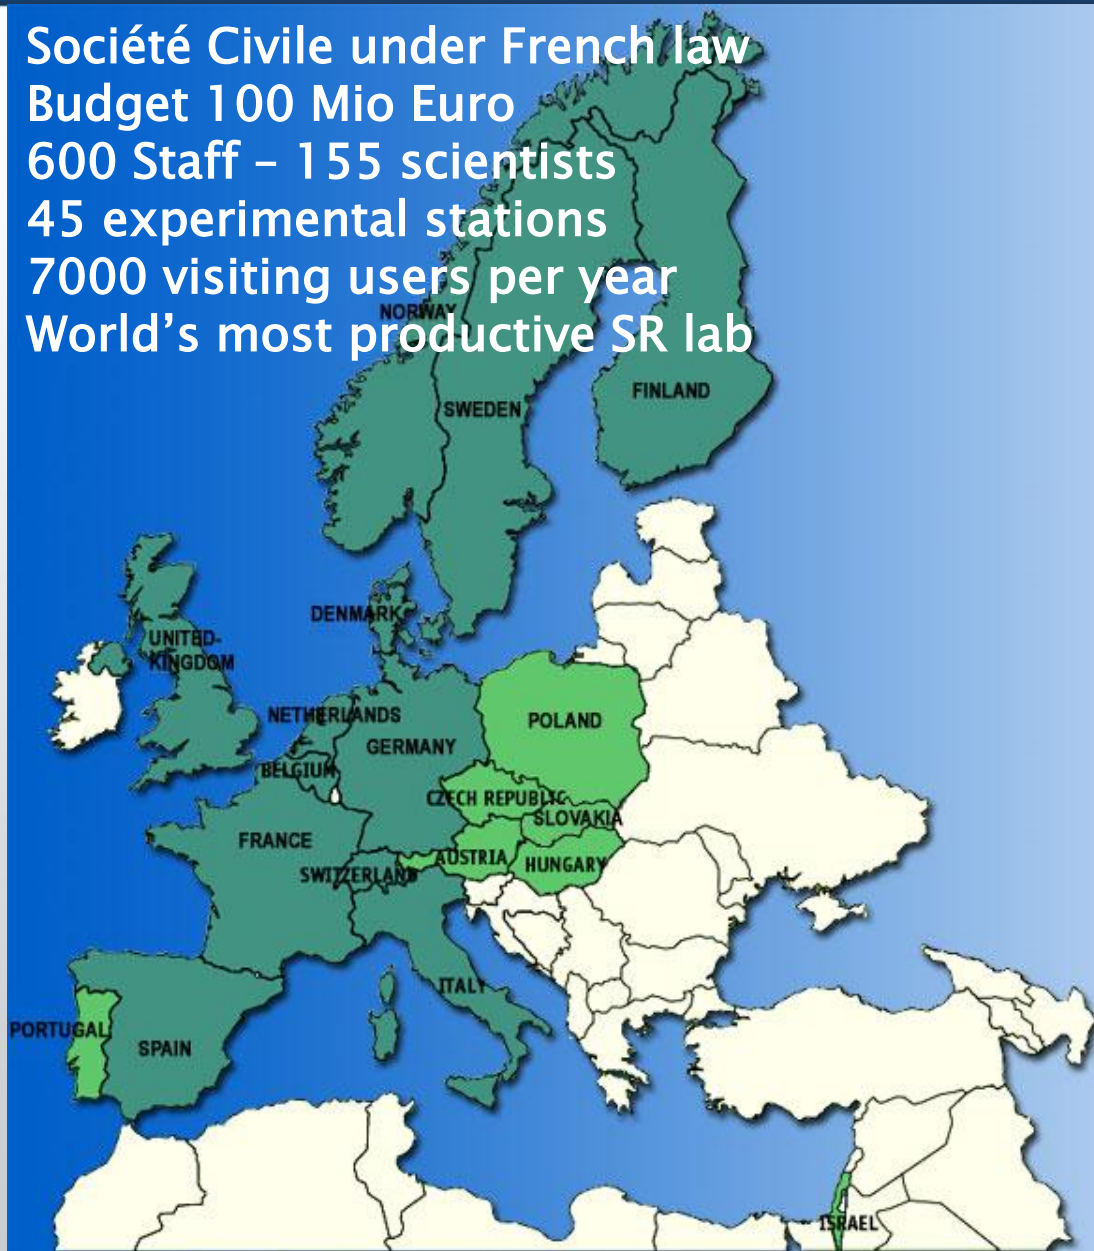 Société Civile under French law
Budget 100 Mio Euro
600 Staff – 155 scientists
45 experimental stations
7000 visiting users per year
NORWAY
World’s most productive SR lab
FINLAND
SWEDEN
DENMARK
UNITED-
KINGDOM
NETHERLANDS
POLAND
GERMANY
BELGIUM
CZECH REPUBLIC
SLOVAKIA
FRANCE
AUSTRIA
HUNGARY
SWITZERLAND
ITALY
PORTUGAL
SPAIN
ISRAEL